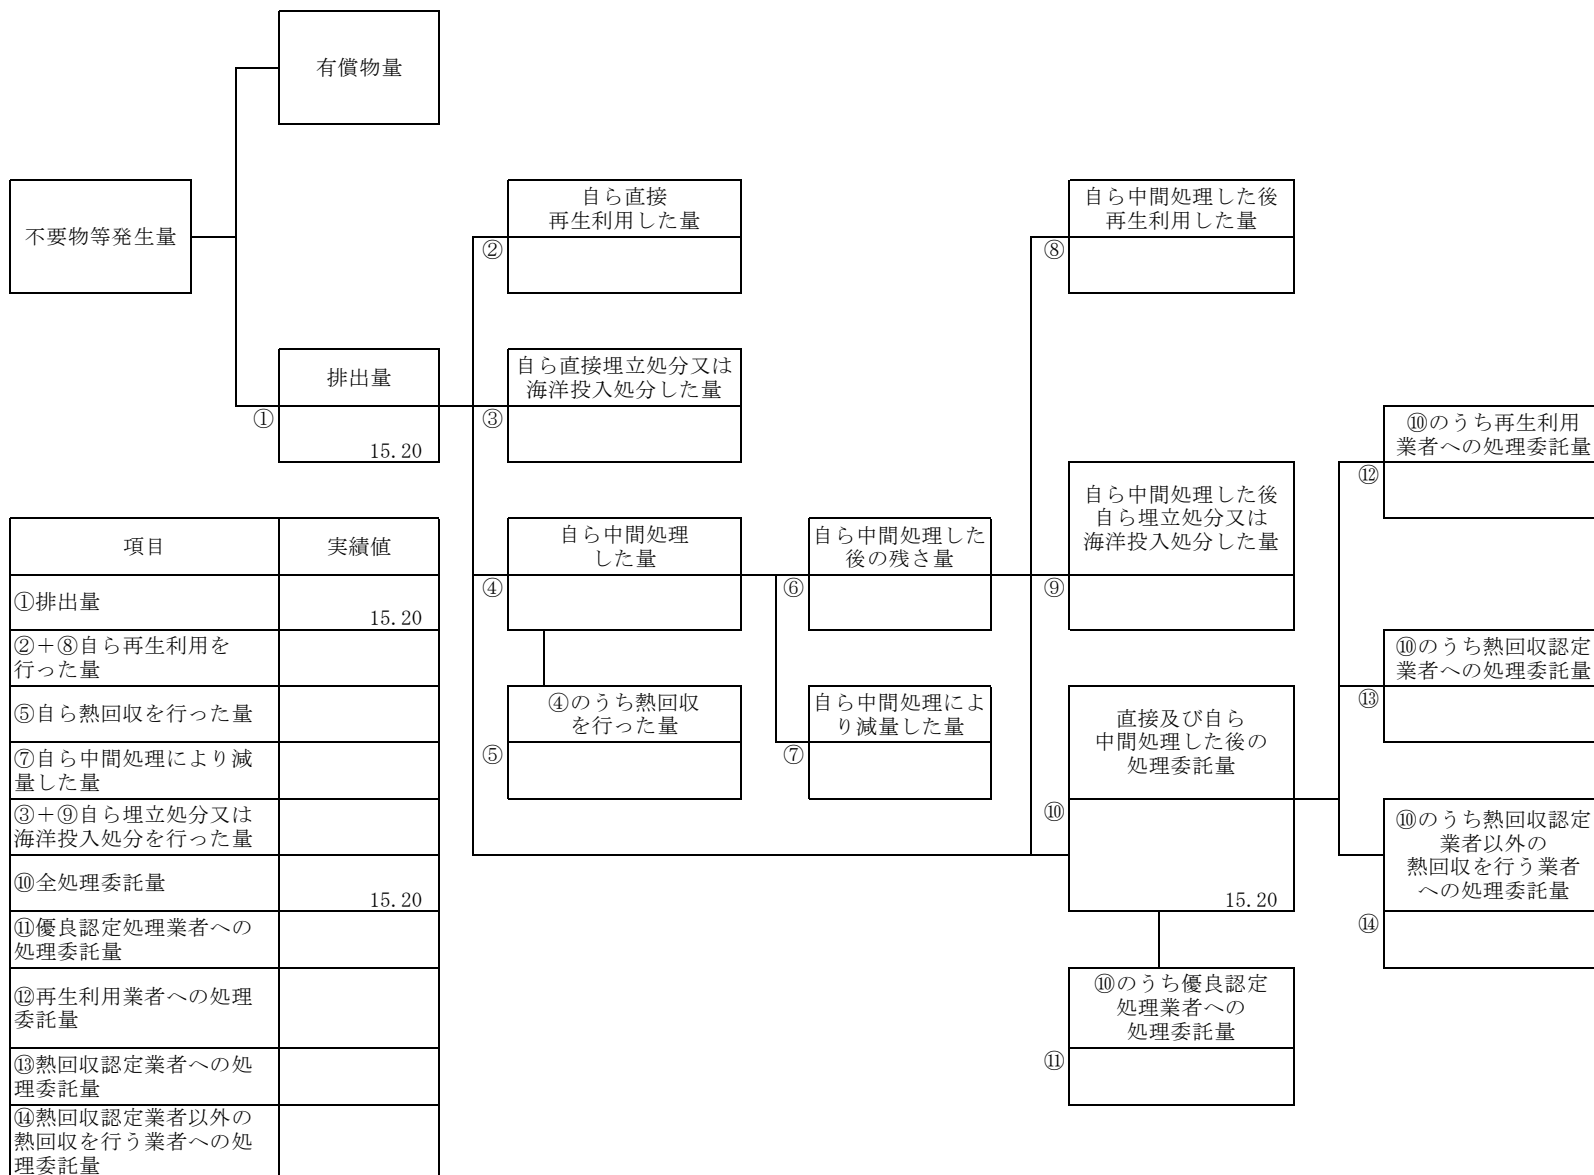 有償物量
不要物等発生量
自ら直接
再生利用した量
②
自ら中間処理した後
再生利用した量
⑧
排出量
①
15.20
自ら直接埋立処分又は
海洋投入処分した量
③
⑩のうち再生利用
業者への処理委託量
⑫
自ら中間処理
した量
④
自ら中間処理した
後の残さ量
⑥
自ら中間処理した後
自ら埋立処分又は
海洋投入処分した量
⑨
④のうち熱回収
を行った量
⑤
自ら中間処理によ
り減量した量
⑦
直接及び自ら
中間処理した後の
処理委託量
⑩
15.20
⑩のうち熱回収認定
業者への処理委託量
⑬
⑩のうち熱回収認定
業者以外の
熱回収を行う業者
への処理委託量
⑭
⑩のうち優良認定
処理業者への
処理委託量
⑪
項目 実績値
①排出量 15.20
②＋⑧自ら再生利用を
行った量
⑤自ら熱回収を行った量
⑦自ら中間処理により減
量した量
③＋⑨自ら埋立処分又は
海洋投入処分を行った量
⑩全処理委託量 15.20
⑪優良認定処理業者への
処理委託量
⑫再生利用業者への処理
委託量
⑬熱回収認定業者への処
理委託量
⑭熱回収認定業者以外の
熱回収を行う業者への処
理委託量